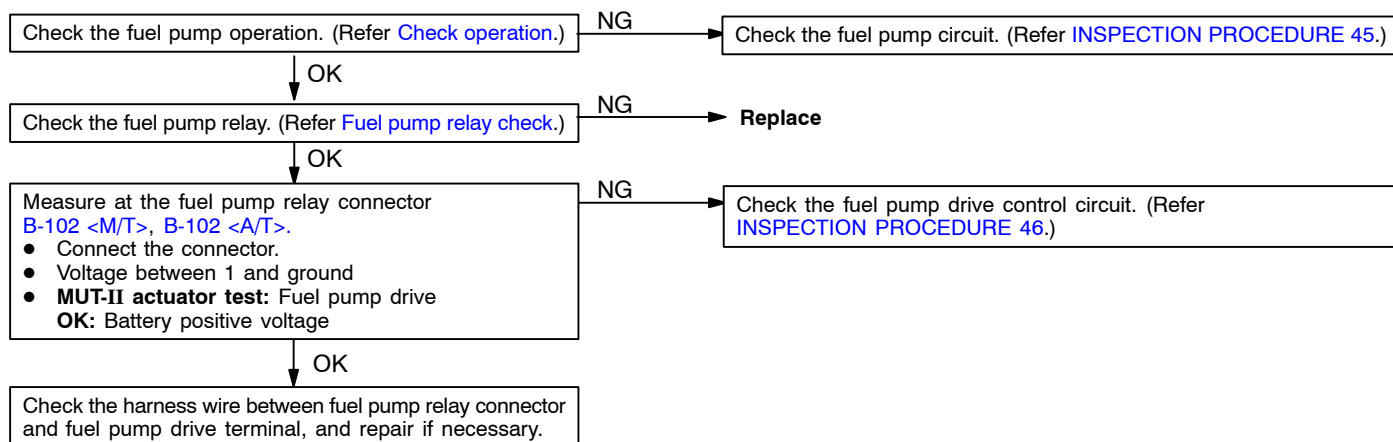 Check the fuel pump operation. (Refer Check operation.)
NG
Check the fuel pump circuit. (Refer INSPECTION PROCEDURE 45.)
OK
Check the fuel pump relay. (Refer Fuel pump relay check.)
NG
Replace
OK
Measure at the fuel pump relay connector
B-102 <M/T>, B-102 <A/T>.
● Connect the connector.
● Voltage between 1 and ground
● MUT-II actuator test: Fuel pump drive
OK: Battery positive voltage
NG
Check the fuel pump drive control circuit. (Refer
INSPECTION PROCEDURE 46.)
OK
Check the harness wire between fuel pump relay connector
and fuel pump drive terminal, and repair if necessary.